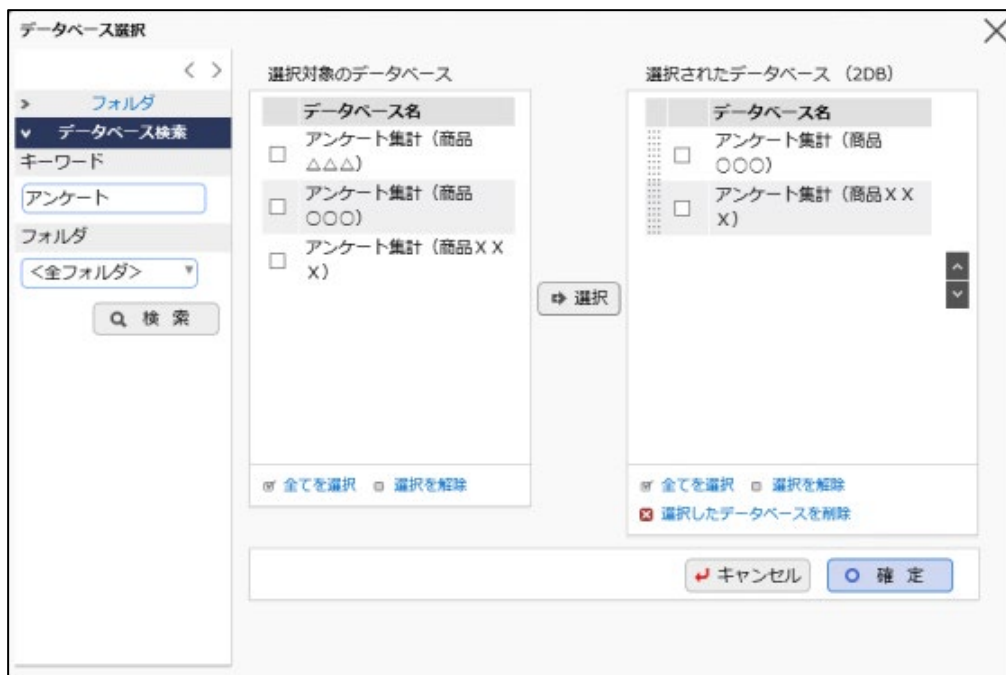 データベース選択
< >
フォルダ
データベース検索
キーワード
アンケート
フォルダ
<全フォルダ>
検 索
選択対象のデータベース
データベース名
アンケート集計（商品
△△△）
アンケート集計（商品
○○○）
アンケート集計（商品ＸＸ
Ｘ）
全てを選択 選択を解除
選択
選択されたデータベース （2DB）
データベース名
アンケート集計（商品
○○○）
アンケート集計（商品ＸＸ
Ｘ）
全てを選択 選択を解除
選択したデータベースを削除
キャンセル
確 定